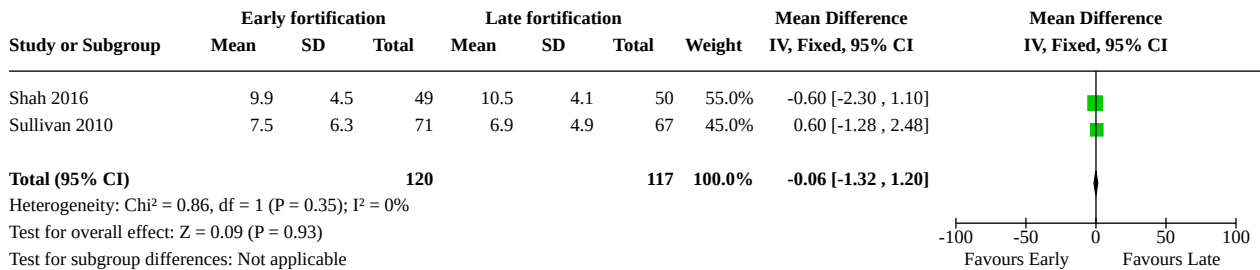 Early fortification Late fortification Mean Difference Mean Difference
Study or Subgroup Mean SD Total Mean SD Total Weight IV, Fixed, 95% CI IV, Fixed, 95% CI
Shah 2016 9.9 4.5 49 10.5 4.1 50 55.0% -0.60 [-2.30 , 1.10]
Sullivan 2010 7.5 6.3 71 6.9 4.9 67 45.0% 0.60 [-1.28 , 2.48]
Total (95% CI) 120 117 100.0% -0.06 [-1.32 , 1.20]
Heterogeneity: Chi² = 0.86, df = 1 (P = 0.35); I² = 0%
Test for overall effect: Z = 0.09 (P = 0.93)
-100 -50 0 50 100
Test for subgroup differences: Not applicable
Favours Early Favours Late